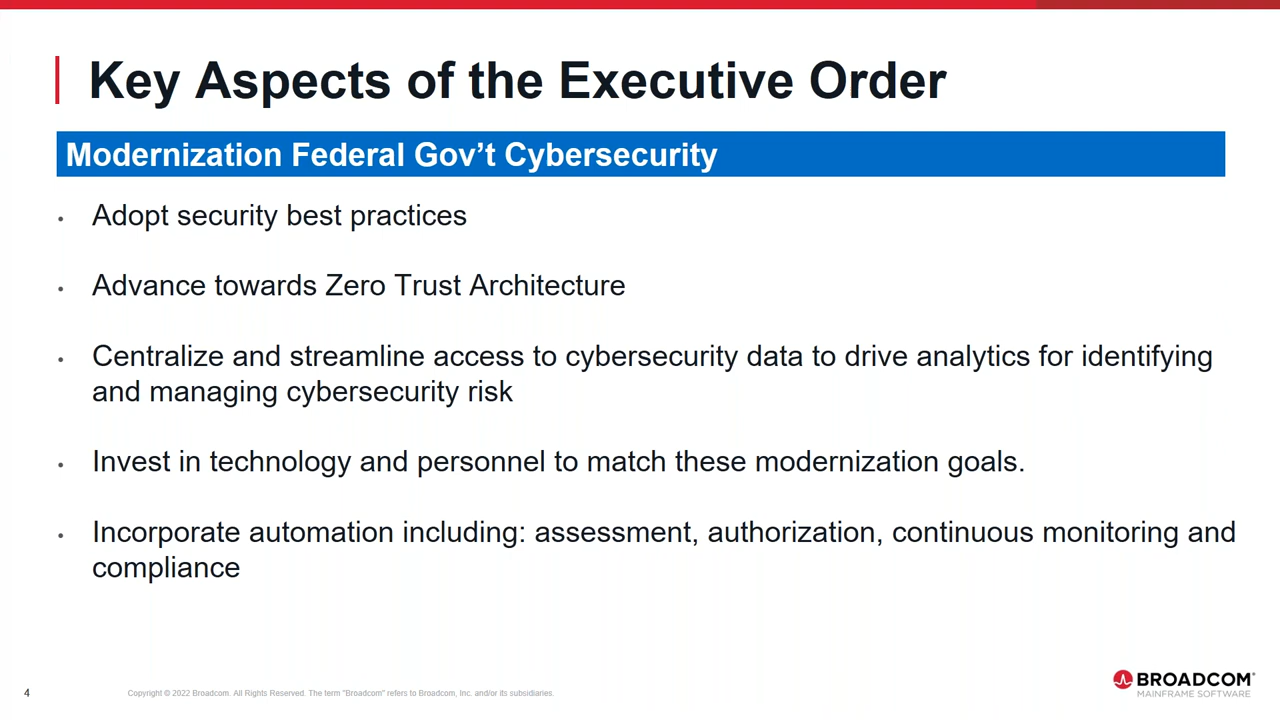 Key Aspects of the Executive Order
Modernization Federal Gov’t Cybersecurity
• Adopt security best practices
• Advance towards Zero Trust Architecture
• Centralize and streamline access to cybersecurity data to drive analytics for identifying
and managing cybersecurity risk
• Invest in technology and personnel to match these modernization goals.
• Incorporate automation including: assessment, authorization, continuous monitoring and
compliance
4
Copyright © 2022 Broadcom. All Rights Reserved. The term "Broadcom" refers to Broadcom, Inc. and/or its subsidiaries.
BROADCOM®
MAINFRAME SOFTWARE